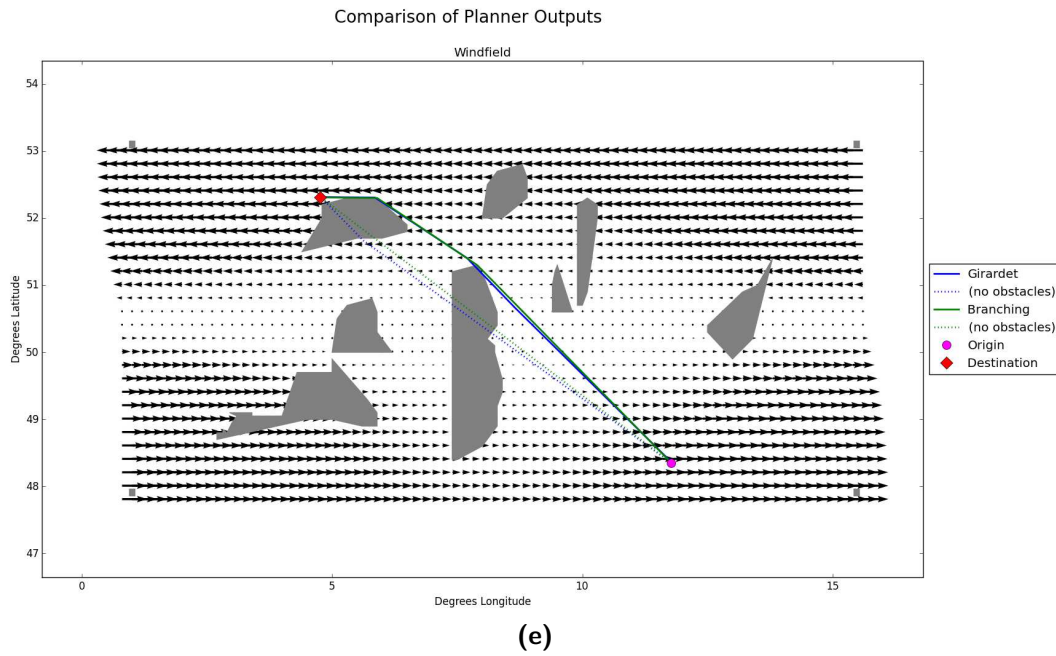 Comparison of Planner Outputs
Windfield
54
53
52
51
50
49
48
47
Degrees Latitude
0 5 10 15
Degrees Longitude
Girardet
(no obstacles)
Branching
(no obstacles)
Origin
Destination
(e)